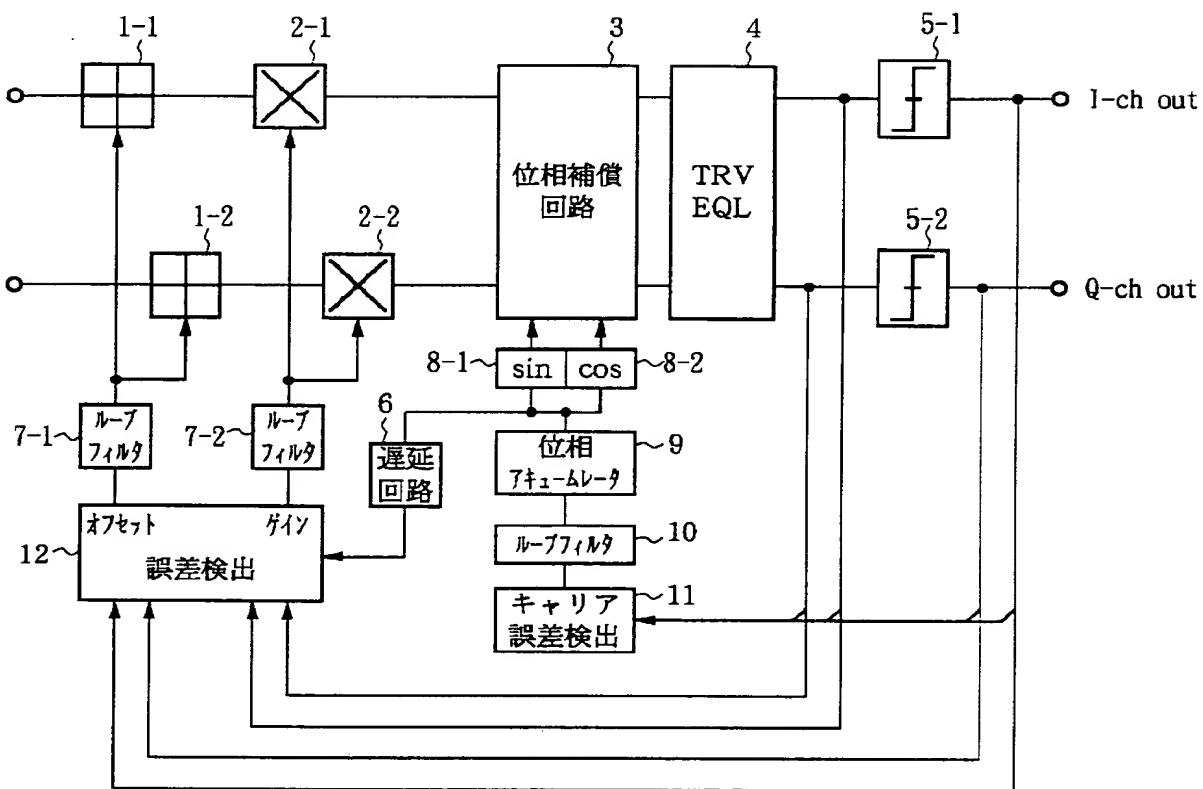 1-1
2-1
3
4
5-1
I-ch out
位相補償
回路
TRV
EQL
1-2
2-2
5-2
Q-ch out
8-1
sin
cos
8-2
7-1
ループ
フィルタ
7-2
ループ
フィルタ
6
遅延
回路
位相
アキュームレータ
9
オフセット
ゲイン
12
誤差検出
ループフィルタ
10
キャリア
誤差検出
11